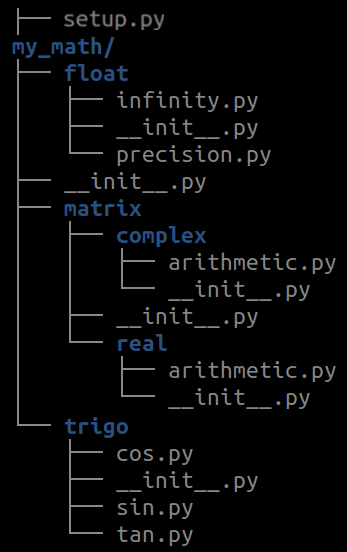 setup.py
my_math/
float
infinity.py
__init__.py
precision.py
__init__.py
matrix
complex
arithmetic.py
__init__.py
__init__.py
real
arithmetic.py
__init__.py
trigo
cos.py
__init__.py
sin.py
tan.py